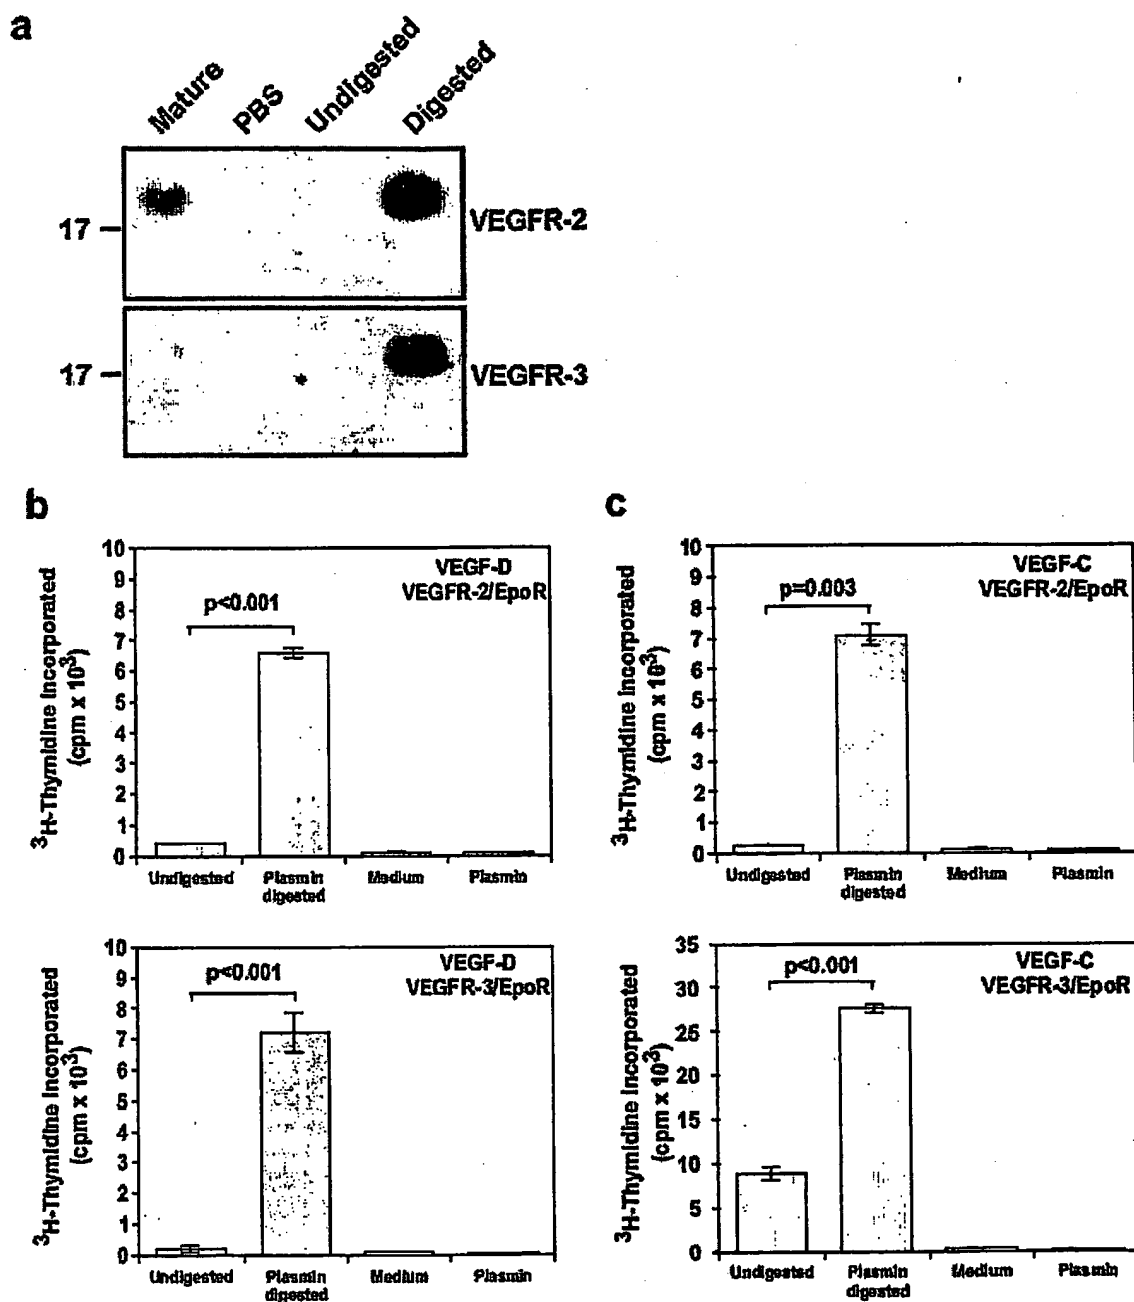 a
Mature PBS Undigested Digested
17
VEGFR-2
17
VEGFR-3
b
10
9
8
7
6
5
4
3
2
1
0
³H-Thymidine Incorporated
(cpm x 10³)
VEGF-D
VEGFR-2/EpoR
p<0.001
Undigested Plasmin digested Medium Plasmin
c
10
9
8
7
6
5
4
3
2
1
0
³H-Thymidine Incorporated
(cpm x 10³)
VEGF-C
VEGFR-2/EpoR
p=0.003
Undigested Plasmin digested Medium Plasmin
10
9
8
7
6
5
4
3
2
1
0
³H-Thymidine Incorporated
(cpm x 10³)
VEGF-D
VEGFR-3/EpoR
p<0.001
Undigested Plasmin digested Medium Plasmin
35
30
25
20
15
10
5
0
³H-Thymidine Incorporated
(cpm x 10³)
VEGF-C
VEGFR-3/EpoR
p<0.001
Undigested Plasmin digested Medium Plasmin